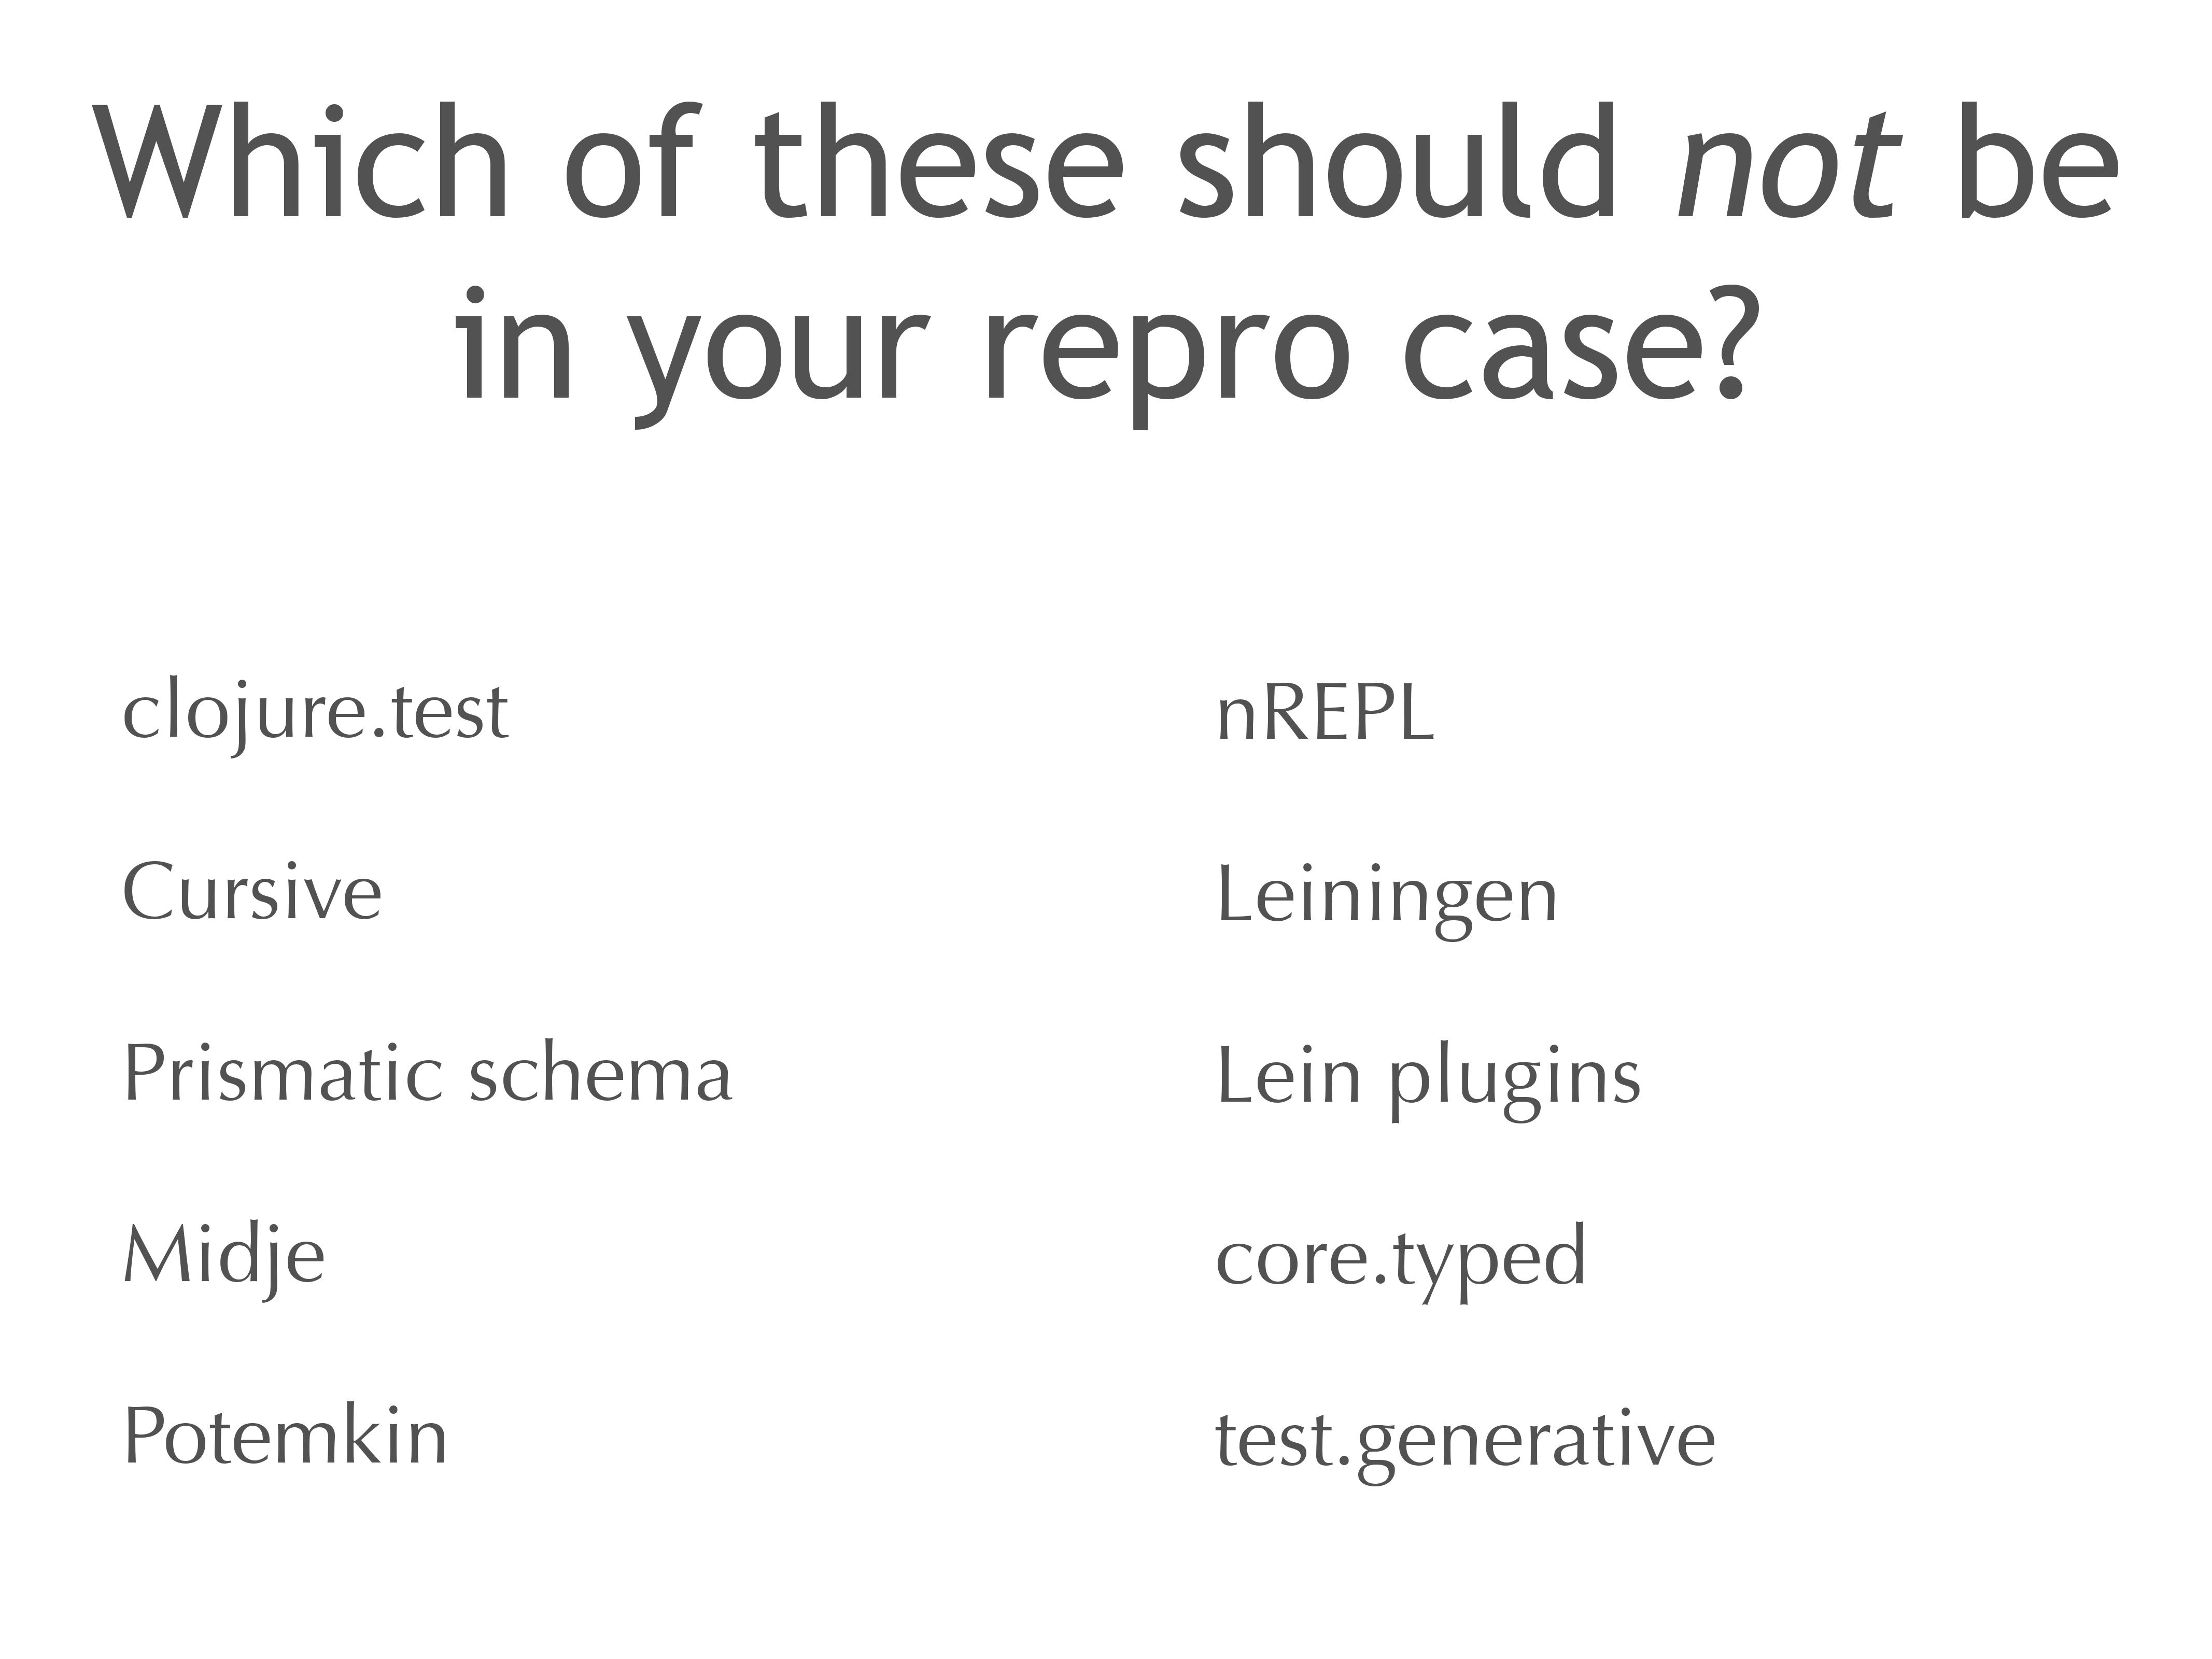 Which of these should not be
in your repro case?
clojure.test
Cursive
Prismatic schema
Midje
Potemkin
nREPL
Leiningen
Lein plugins
core.typed
test.generative